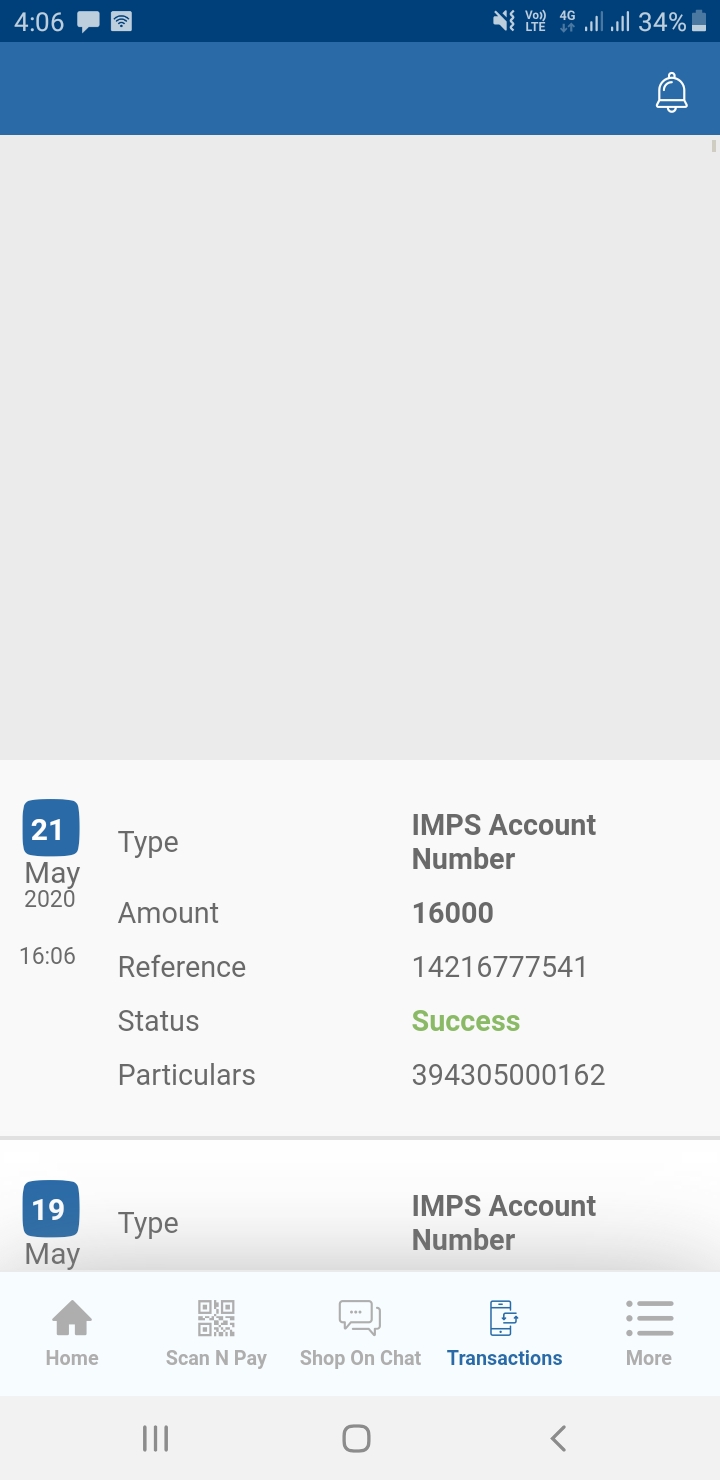 4:06 Vo)) LTE 4G 34%
21 May 2020 16:06
Type IMPS Account Number
Amount 16000
Reference 14216777541
Status Success
Particulars 394305000162
19 May
Type IMPS Account Number
Home Scan N Pay Shop On Chat Transactions More